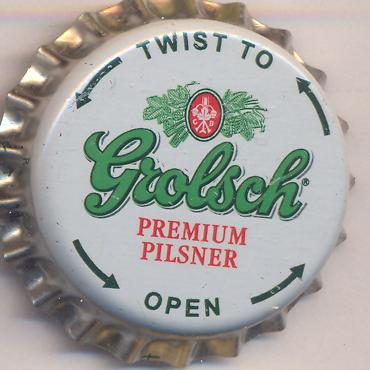 TWIST TO
Grolsch®
PREMIUM
PILSNER
OPEN